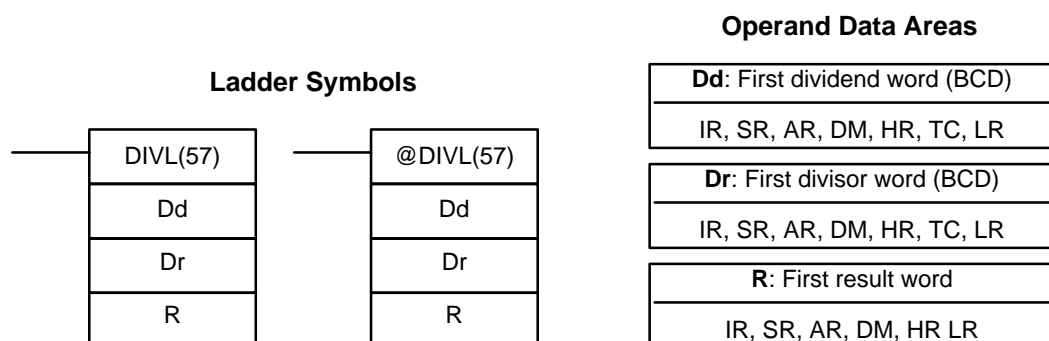 Operand Data Areas
Ladder Symbols
Dd: First dividend word (BCD)
IR, SR, AR, DM, HR, TC, LR
DIVL(57)
@DIVL(57)
Dr: First divisor word (BCD)
Dd
Dd
IR, SR, AR, DM, HR, TC, LR
Dr
Dr
R: First result word
R
R
IR, SR, AR, DM, HR LR